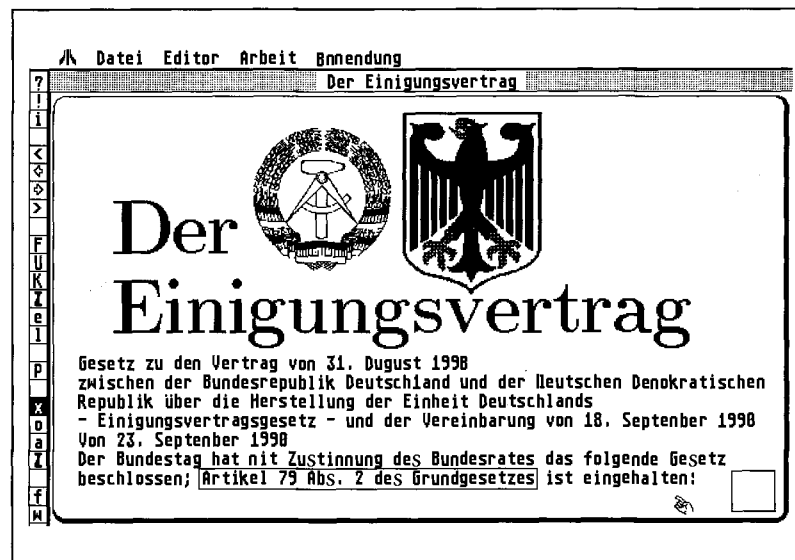 Datei Editor Arbeit Bnnendung
Der Einigungsvertrag
?
!
i
<
⇦
⇨
>
F
U
K
Z
e
l
P
x
o
a
Z
f
w
Der
Einigungsvertrag
Gesetz zu den Vertrag von 31. Dugust 1998
zwischen der Bundesrepublik Deutschland und der Deutschen Denokratischen
Republik über die Herstellung der Einheit Deutschlands
- Einigungsvertragsgesetz - und der Vereinbarung von 18. Septenber 1998
Von 23. Septenber 1998
Der Bundestag hat nit Zustinnung des Bundesrates das folgende Gesetz
beschlossen; Artikel 79 Abs. 2 des Grundgesetzes ist eingehalten: